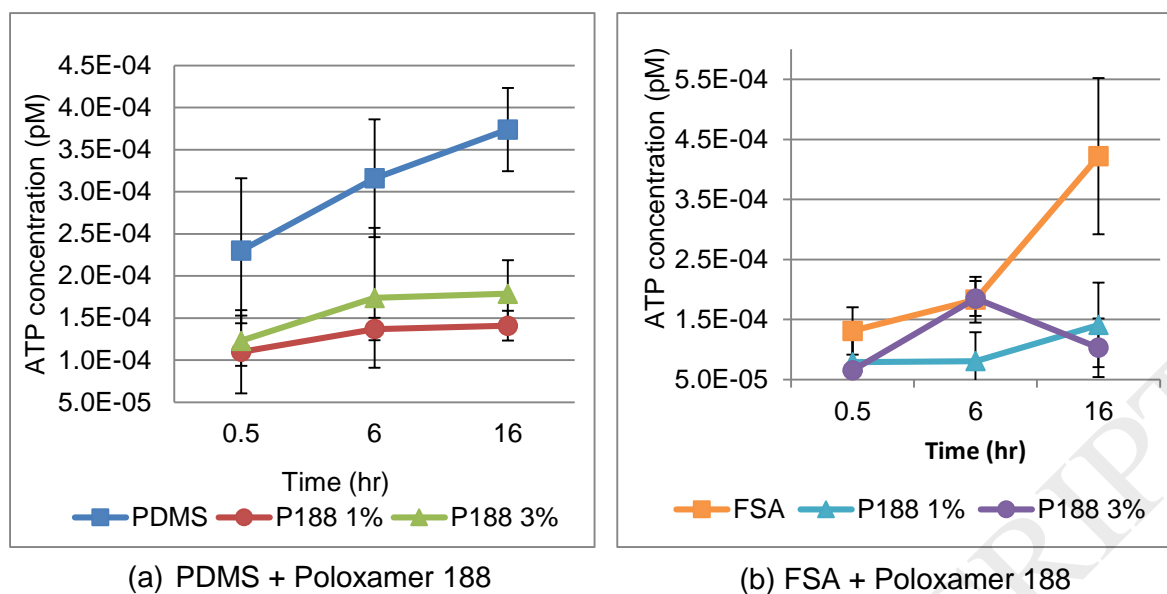 4.5E-04
4.0E-04
3.5E-04
3.0E-04
2.5E-04
2.0E-04
1.5E-04
1.0E-04
5.0E-05
ATP concentration (pM)
0.5 6 16
Time (hr)
PDMS P188 1% P188 3%
(a) PDMS + Poloxamer 188
5.5E-04
4.5E-04
3.5E-04
2.5E-04
1.5E-04
5.0E-05
ATP concentration (pM)
0.5 6 16
Time (hr)
FSA P188 1% P188 3%
(b) FSA + Poloxamer 188
RIPT